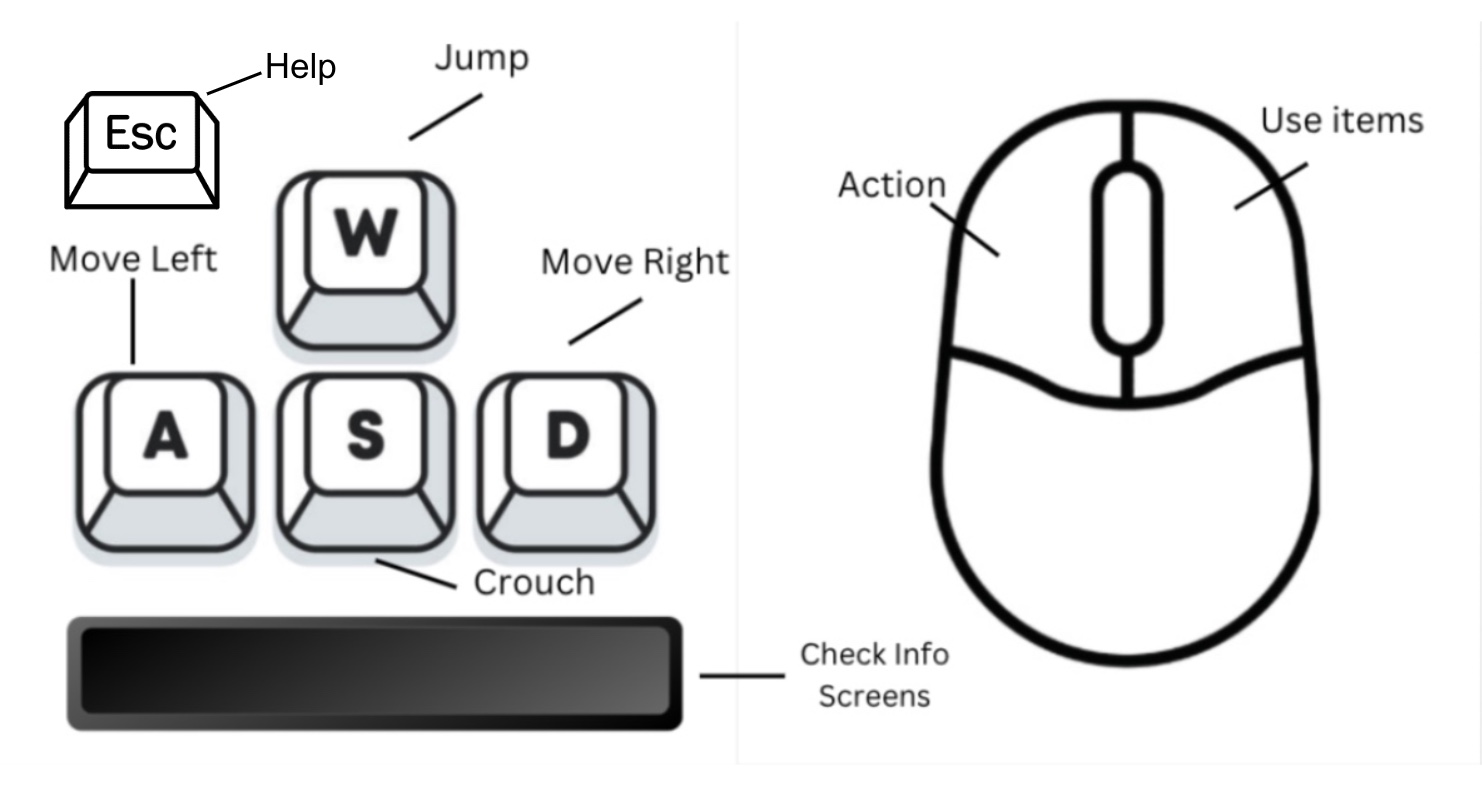 Help
Jump
Esc
Use items
Action
W
Move Left
Move Right
A
S
D
Crouch
Check Info
Screens